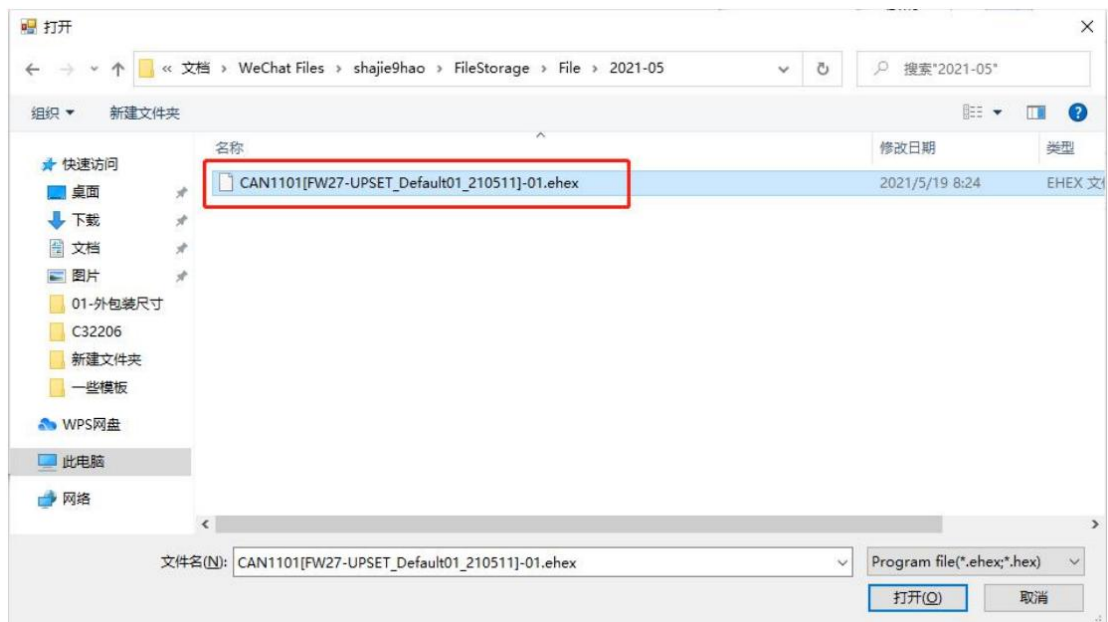 打开
« 文档 › WeChat Files › shajie9hao › FileStorage › File › 2021-05
搜索"2021-05"
组织 新建文件夹
名称 修改日期 类型
CAN1101[FW27-UPSET_Default01_210511]-01.ehex 2021/5/19 8:24 EHEX 文
快速访问
桌面
下载
文档
图片
01-外包装尺寸
C32206
新建文件夹
一些模板
WPS网盘
此电脑
网络
文件名(N): CAN1101[FW27-UPSET_Default01_210511]-01.ehex Program file(*.ehex;*.hex)
打开(O) 取消